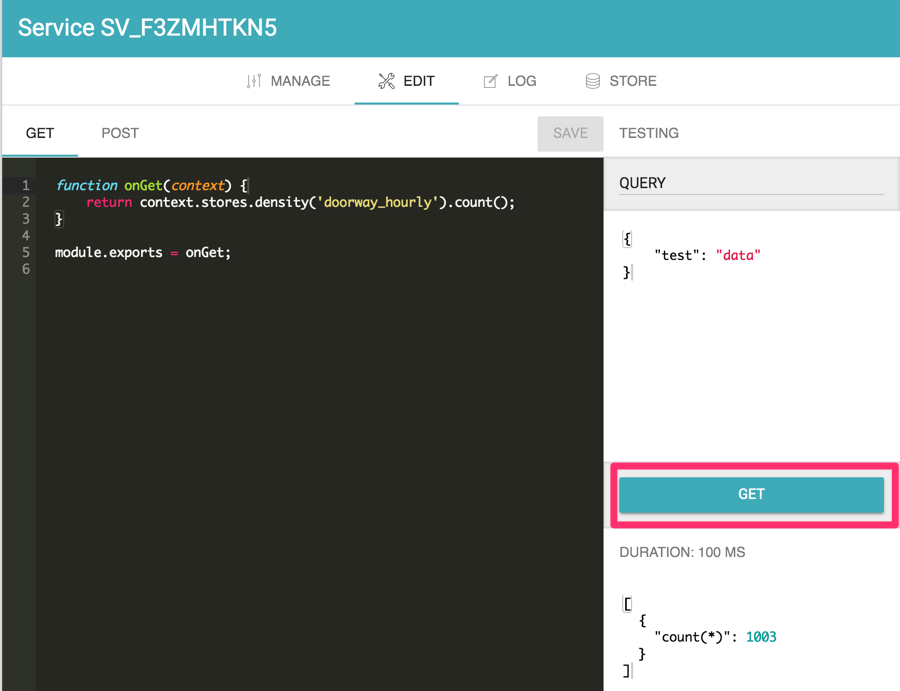 Service SV_F3ZMHTKN5
MANAGE EDIT LOG STORE
GET POST SAVE TESTING
1 function onGet(context) {
2 return context.stores.density('doorway_hourly').count();
3 }
4
5 module.exports = onGet;
6
QUERY
{
"test": "data"
}
GET
DURATION: 100 MS
[
{
"count(*)": 1003
}
]